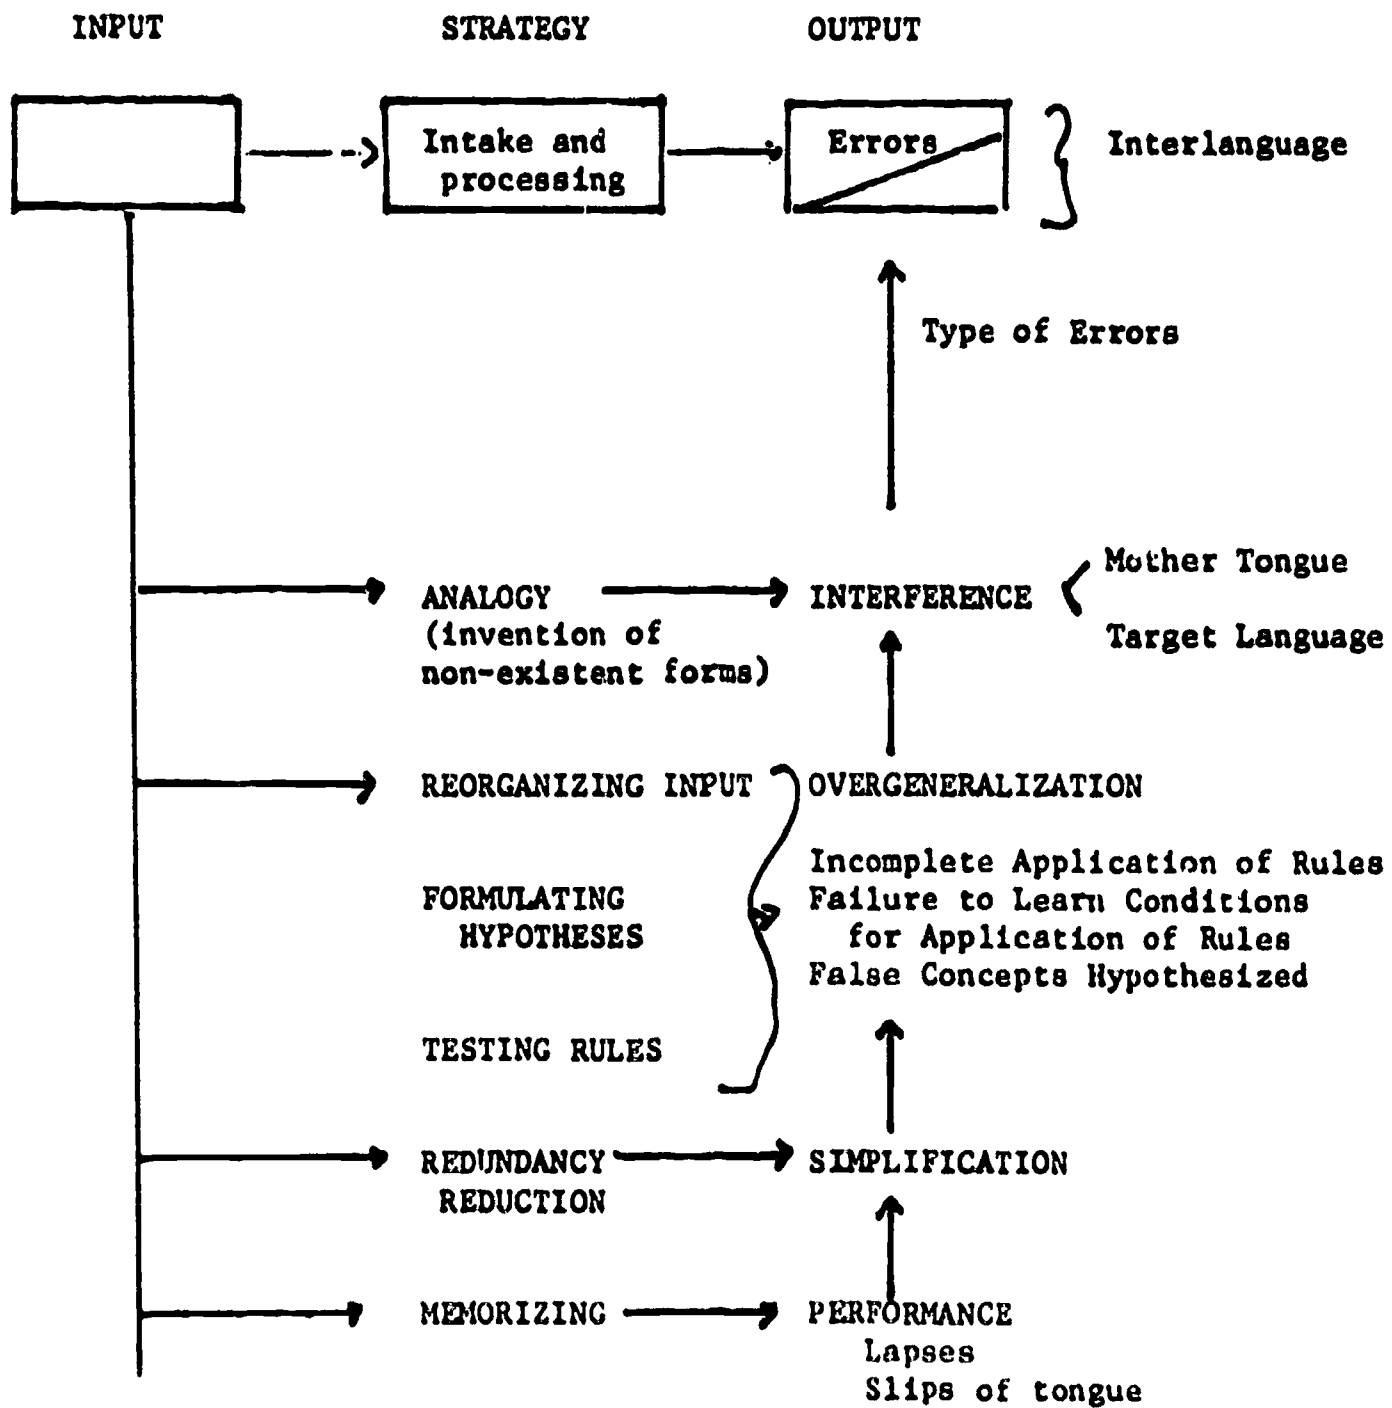 INPUT
STRATEGY
OUTPUT
Intake and
processing
Errors
Interlanguage
Type of Errors
ANALOGY
(invention of
non-existent forms)
INTERFERENCE
Mother Tongue
Target Language
REORGANIZING INPUT
OVERGENERALIZATION
Incomplete Application of Rules
Failure to Learn Conditions
for Application of Rules
False Concepts Hypothesized
FORMULATING
HYPOTHESES
TESTING RULES
REDUNDANCY
REDUCTION
SIMPLIFICATION
MEMORIZING
PERFORMANCE
Lapses
Slips of tongue